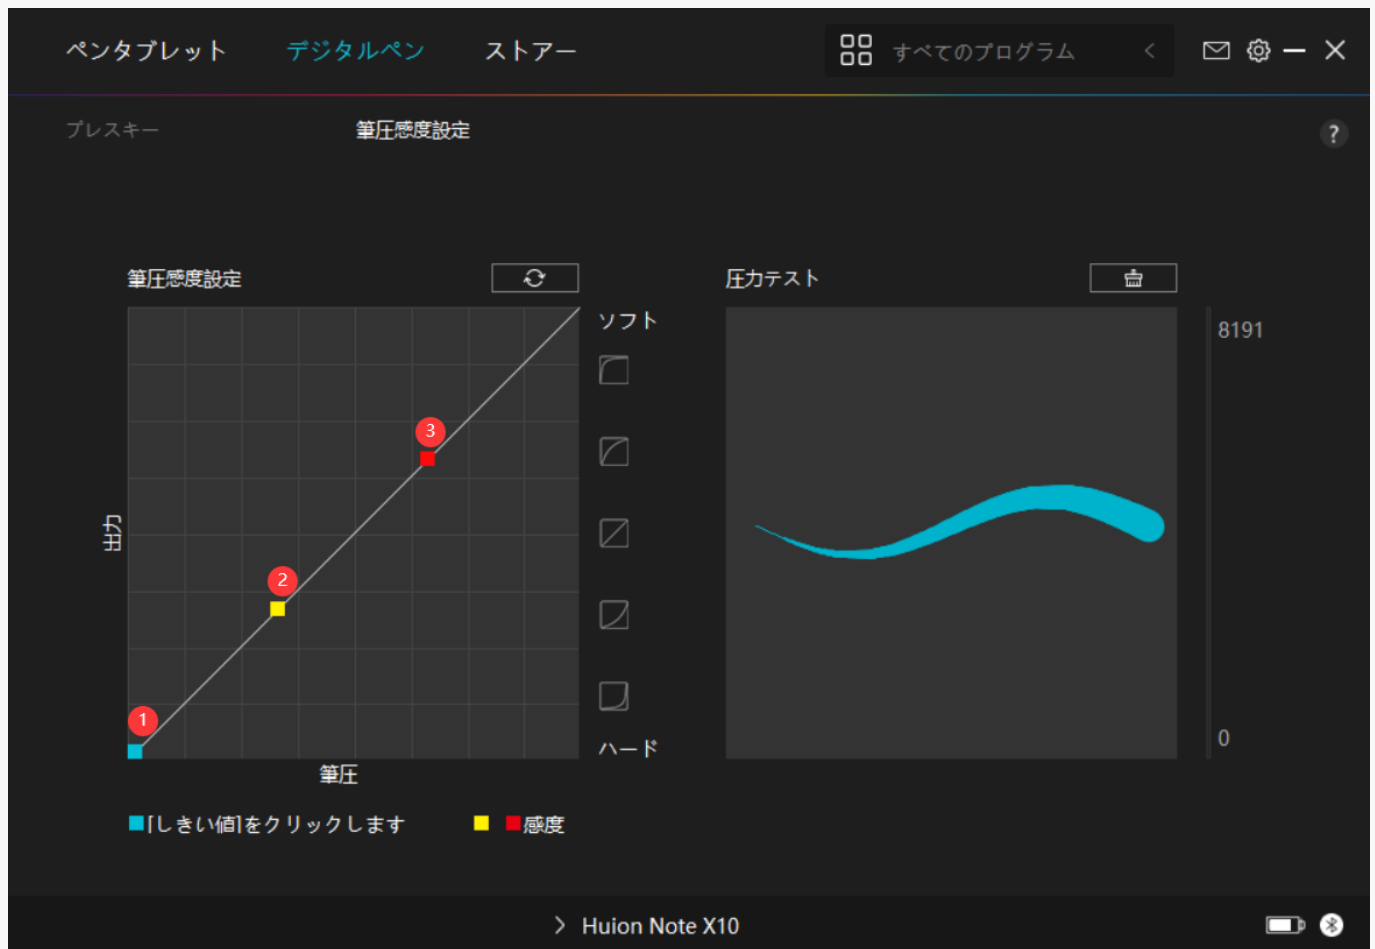 ペンタブレット デジタルペン ストアー すべてのプログラム
プレスキー 筆圧感度設定 ?
筆圧感度設定
圧力テスト
ソフト
8191
3
出力
2
1
0
ハード
筆圧
[しきい値]をクリックします 感度
Huion Note X10